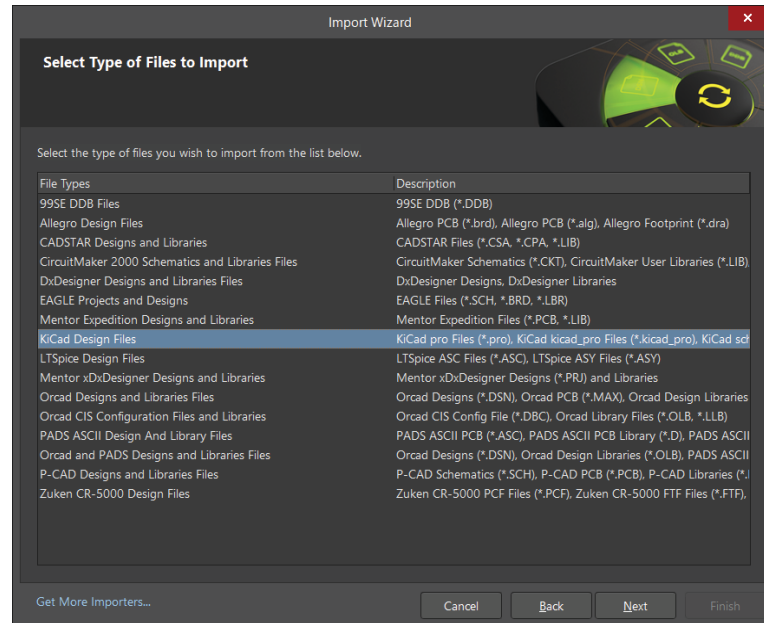 Import Wizard
Select Type of Files to Import
Select the type of files you wish to import from the list below.
File Types Description
99SE DDB Files 99SE DDB (*.DDB)
Allegro Design Files Allegro PCB (*.brd), Allegro PCB (*.alg), Allegro Footprint (*.dra)
CADSTAR Designs and Libraries CADSTAR Files (*.CSA, *.CPA, *.LIB)
CircuitMaker 2000 Schematics and Libraries Files CircuitMaker Schematics (*.CKT), CircuitMaker User Libraries (*.LIB),
DxDesigner Designs and Libraries Files DxDesigner Designs, DxDesigner Libraries
EAGLE Projects and Designs EAGLE Files (*.SCH, *.BRD, *.LBR)
Mentor Expedition Designs and Libraries Mentor Expedition Files (*.PCB, *.LIB)
KiCad Design Files KiCad pro Files (*.pro), KiCad kicad_pro Files (*.kicad_pro), KiCad
LTSpice Design Files LTSpice ASC Files (*.ASC), LTSpice ASY Files (*.ASY)
Mentor xDxDesigner Designs and Libraries Mentor xDxDesigner Designs (*.PRJ) and Libraries
Orcad Designs and Libraries Files Orcad Designs (*.DSN), Orcad PCB (*.MAX), Orcad Design Libraries
Orcad CIS Configuration Files and Libraries Orcad CIS Config File (*.DBC), Orcad Library Files (*.OLB, *.LLB)
PADS ASCII Design And Library Files PADS ASCII PCB (*.ASC), PADS ASCII PCB Library (*.D), PADS ASCII
Orcad and PADS Designs and Libraries Files Orcad Designs (*.DSN), Orcad Design Libraries (*.OLB), PADS ASCII
P-CAD Designs and Libraries Files P-CAD Schematics (*.SCH), P-CAD PCB (*.PCB), P-CAD Libraries
Zuken CR-5000 Design Files Zuken CR-5000 PCF Files (*.PCF), Zuken CR-5000 FTF Files (*.FTF),
Get More Importers...
Cancel Back Next Finish